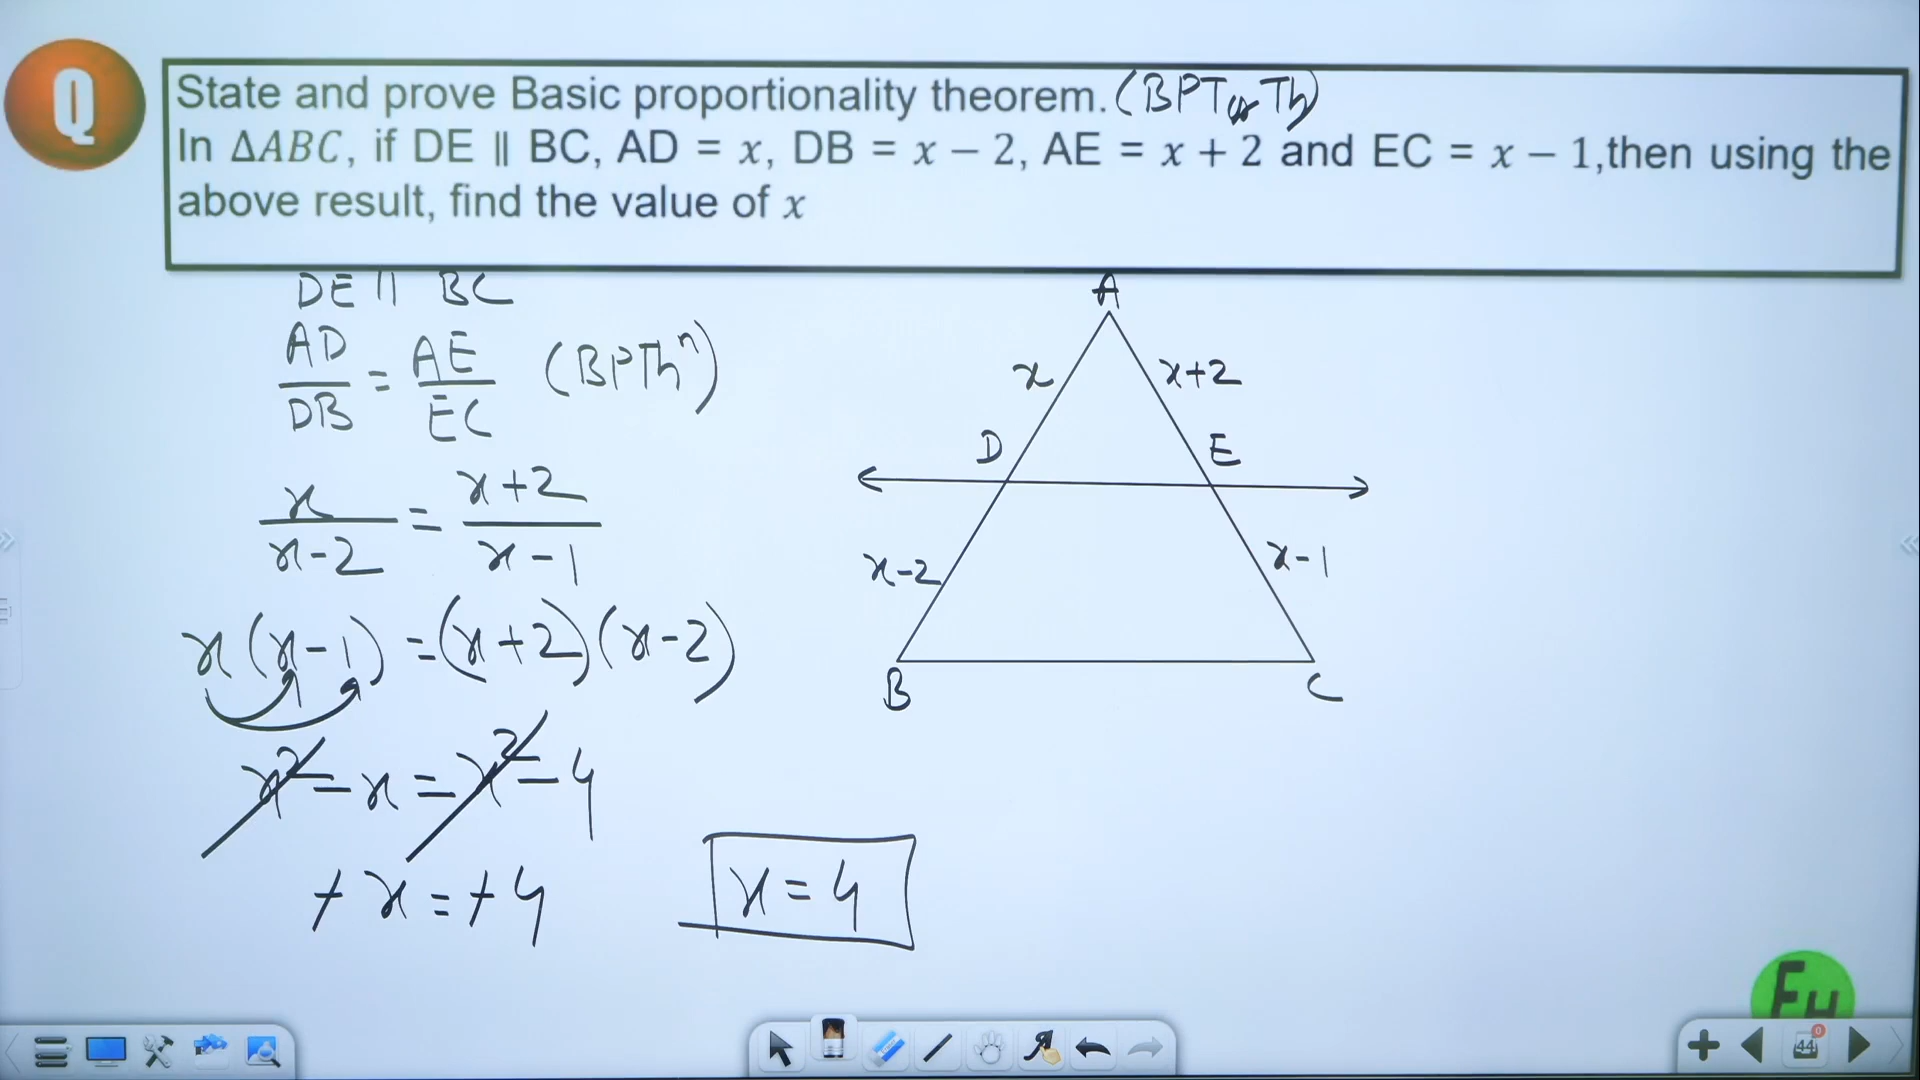 Q
State and prove Basic proportionality theorem. (BPT or Th)
In ΔABC, if DE ∥ BC, AD = x, DB = x − 2, AE = x + 2 and EC = x − 1,then using the
above result, find the value of x
DE || BC
AD/DB = AE/EC (BPThⁿ)
x/x-2 = x+2/x-1
x(x-1) = (x+2)(x-2)
x² - x = x² - 4
+x = +4
x = 4
A
x
x+2
D
E
x-2
x-1
B
C
44
0